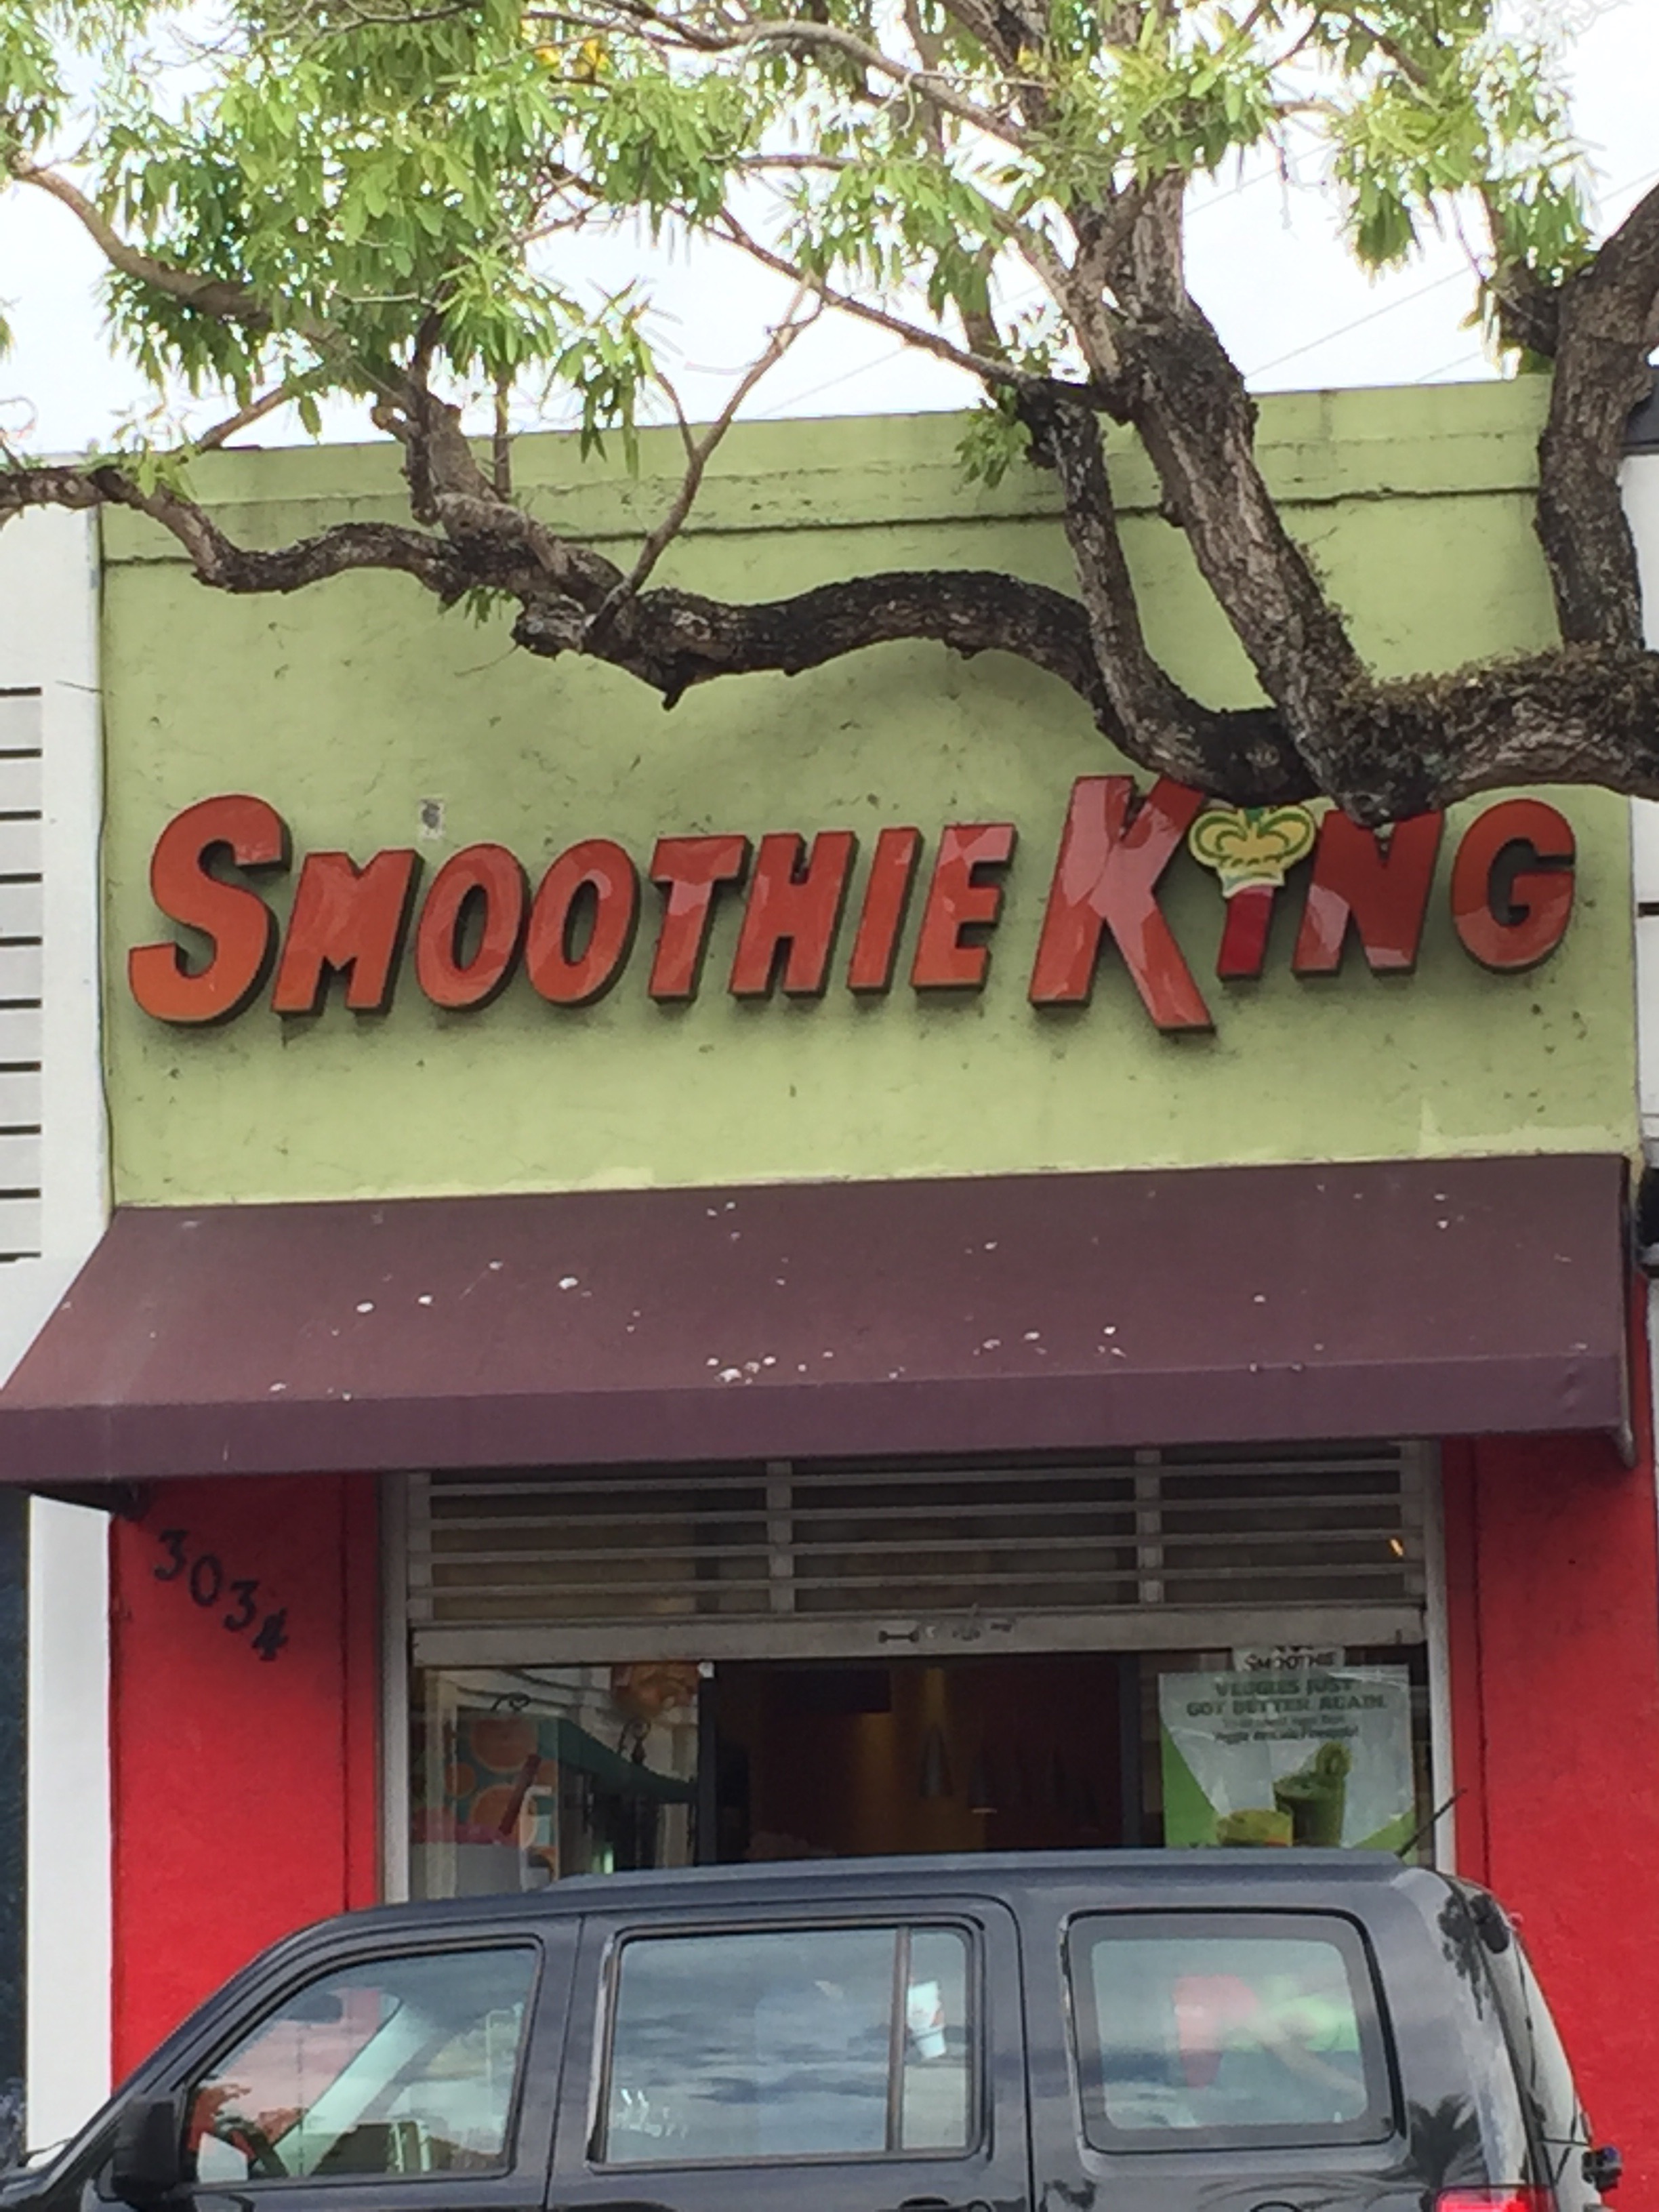 SMOOTHIE KING
3034
SMOOTHIE
VEGGIES JUST
GOT BETTER AGAIN.